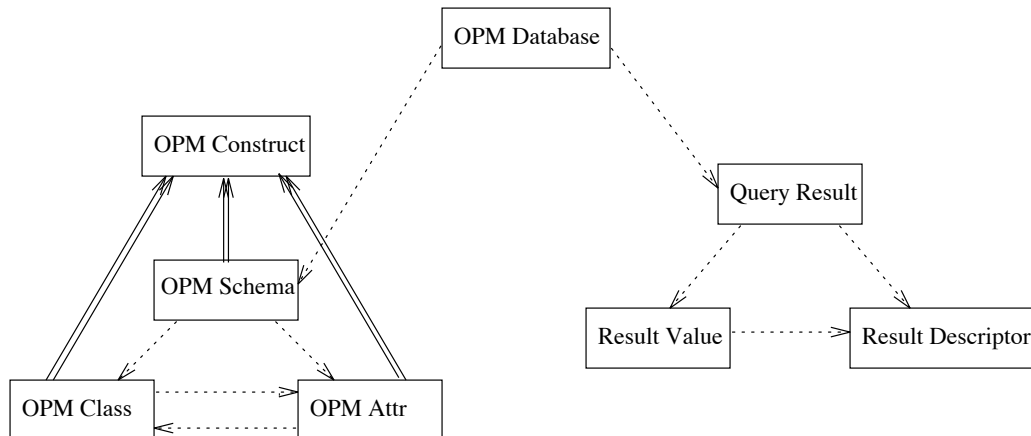 OPM Database
OPM Construct
Query Result
OPM Schema
Result Value
Result Descriptor
OPM Class
OPM Attr